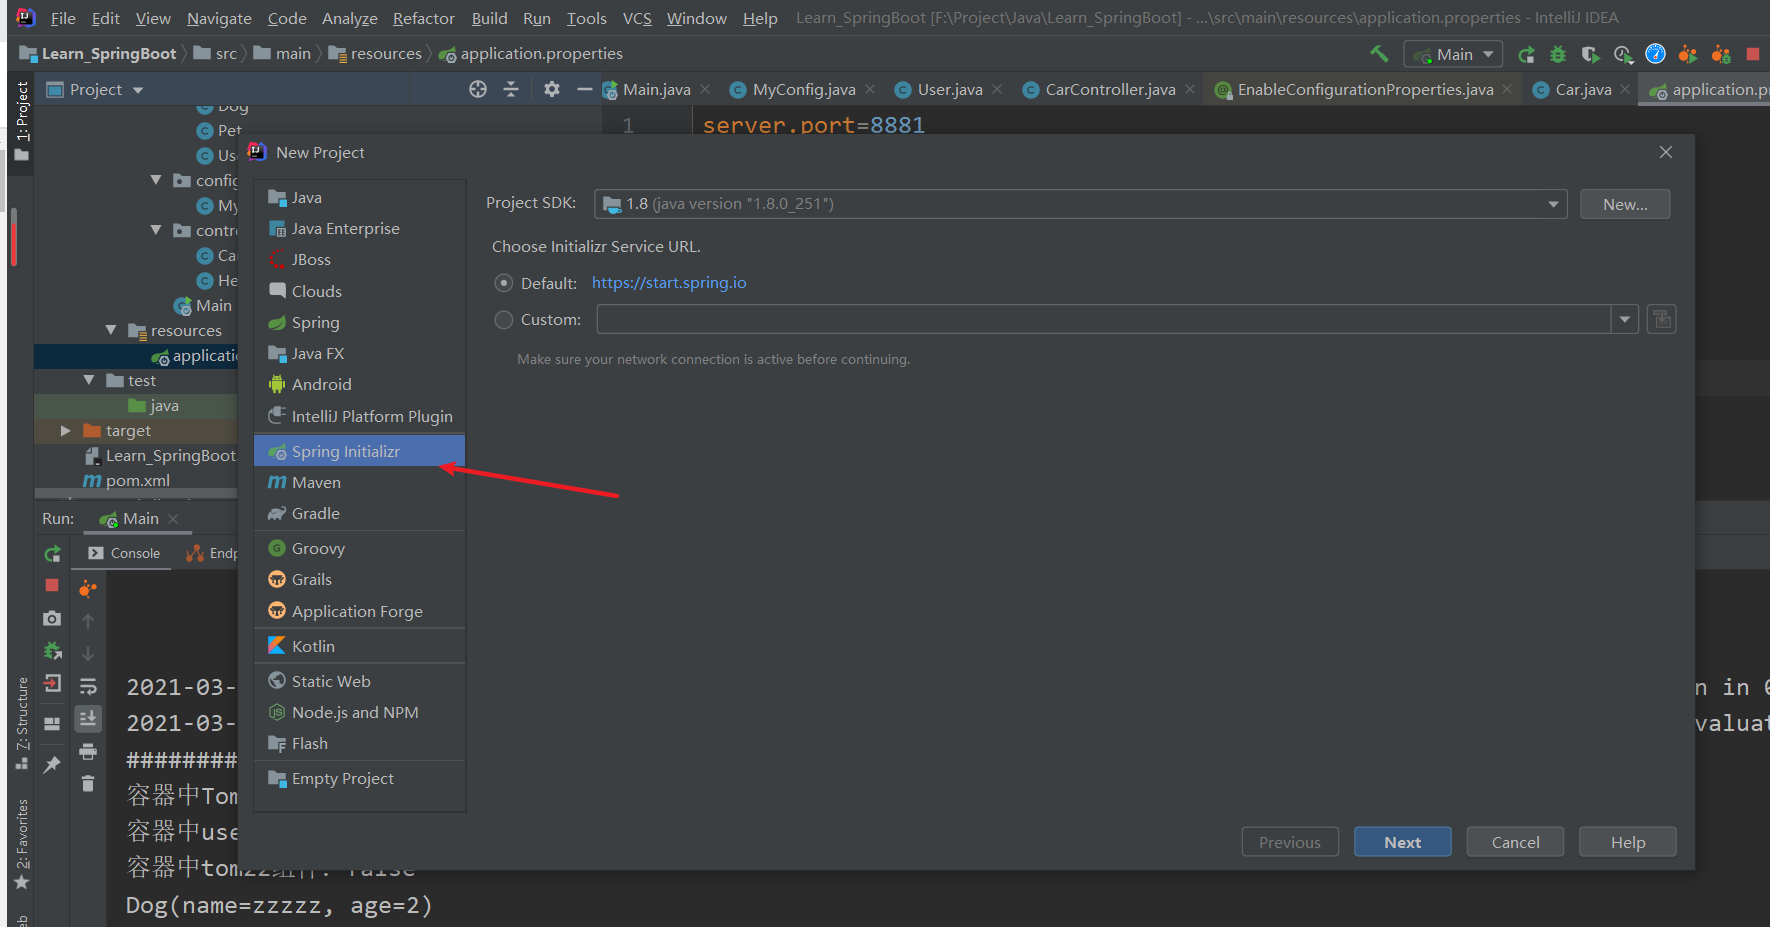 File Edit View Navigate Code Analyze Refactor Build Run Tools VCS Window Help Learn_SpringBoot [F:\Project\Java\Learn_SpringBoot] - ...\src\main\resources\application.properties - IntelliJ IDEA
Learn_SpringBoot src main resources application.properties Main
1: Project
Project
Main.java MyConfig.java User.java CarController.java EnableConfigurationProperties.java Car.java application.p
1 server.port=8881
Dog
Pet
Us
config
My
contr
Ca
He
Main
resources
applicatio
test
java
target
Learn_SpringBoot.
pom.xml
New Project
Java
Java Enterprise
JBoss
Clouds
Spring
Java FX
Android
IntelliJ Platform Plugin
Spring Initializr
Maven
Gradle
Groovy
Grails
Application Forge
Kotlin
Static Web
Node.js and NPM
Flash
Empty Project
Project SDK: 1.8 (java version "1.8.0_251") New...
Choose Initializr Service URL.
Default: https://start.spring.io
Custom:
Make sure your network connection is active before continuing.
Previous Next Cancel Help
Run: Main
Console Endp
7: Structure
2: Favorites
eb
2021-03- n in
2021-03- valuat
#########
容器中Tom
容器中use
容器中tom22组件: false
Dog(name=zzzzz, age=2)